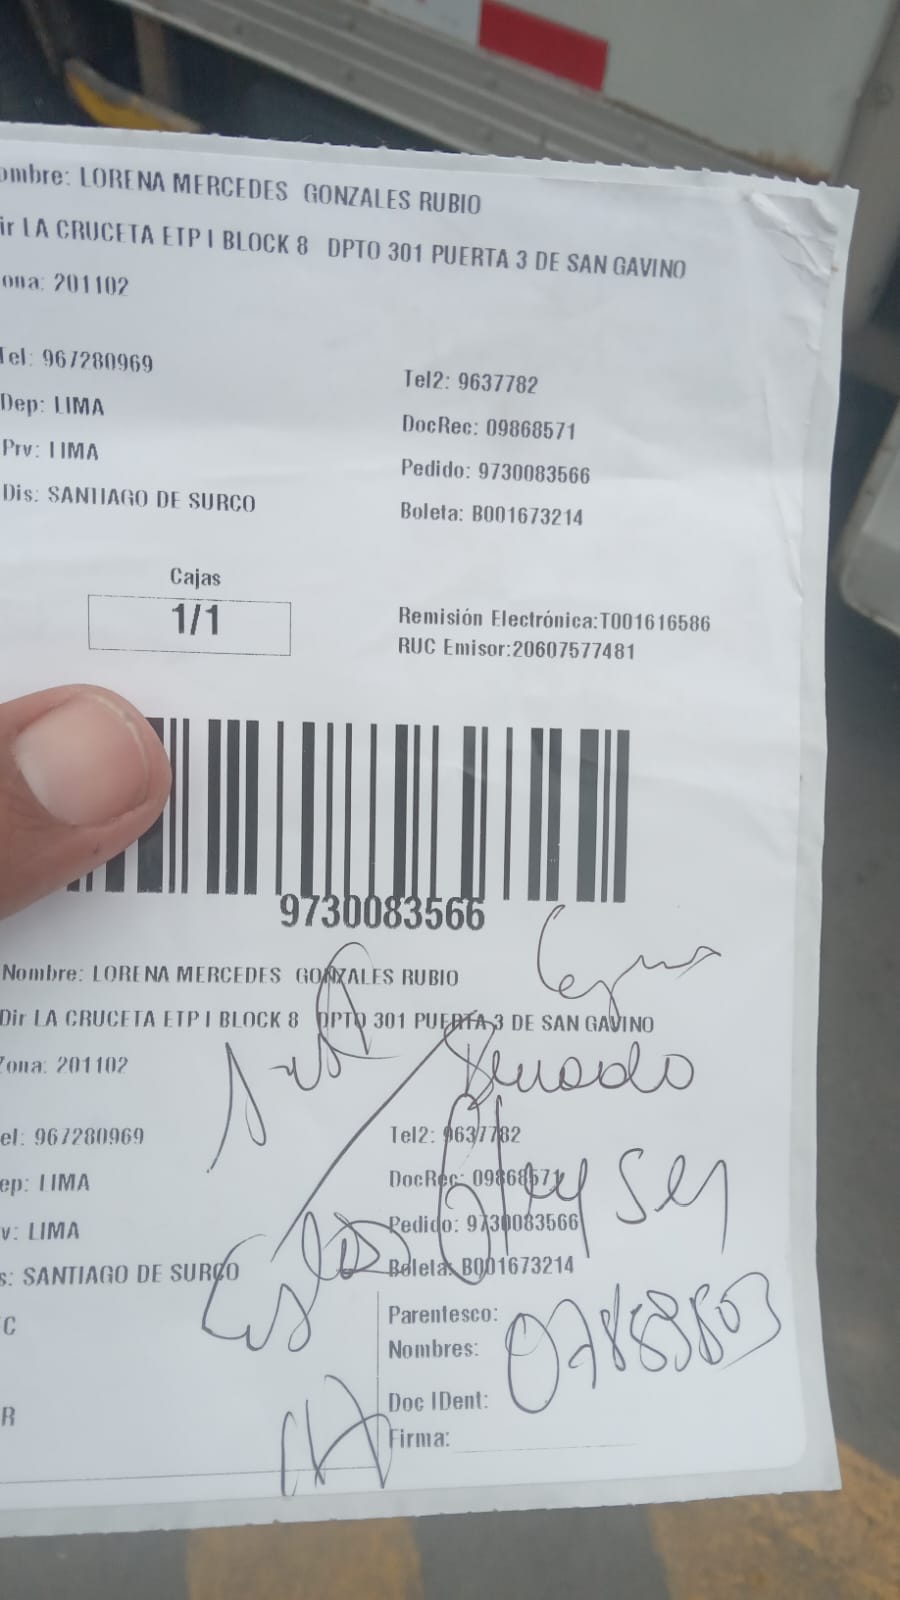 ombre: LORENA MERCEDES GONZALES RUBIO
ir LA CRUCETA ETP I BLOCK 8 DPTO 301 PUERTA 3 DE SAN GAVINO
ona: 201102
Tel: 967280969
Tel2: 9637782
Dep: LIMA
DocRec: 09868571
Prv: LIMA
Pedido: 9730083566
Dis: SANTIAGO DE SURCO
Boleta: B001673214
Cajas
1/1
Remisión Electrónica:T001616586
RUC Emisor:20607577481
9730083566
Nombre: LORENA MERCEDES GONZALES RUBIO
Dir LA CRUCETA ETP I BLOCK 8 DPTO 301 PUERTA 3 DE SAN GAVINO
Zona: 201102
el: 967280969
Tel2: 9637782
ep: LIMA
DocRec: 09868571
v: LIMA
Pedido: 9730083566
s: SANTIAGO DE SURCO
Boleta: B001673214
C
Parentesco:
Nombres:
R
Doc IDent:
Firma: